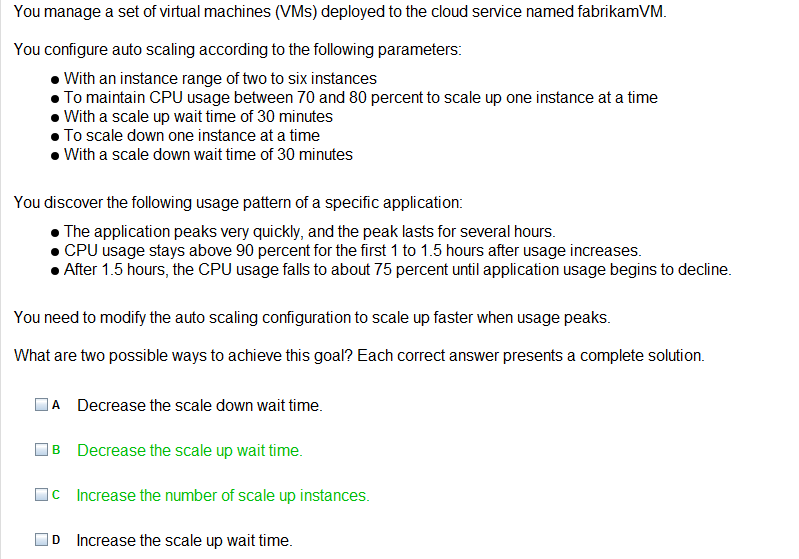 You manage a set of virtual machines (VMs) deployed to the cloud service named fabrikamVM.
You configure auto scaling according to the following parameters:
● With an instance range of two to six instances
● To maintain CPU usage between 70 and 80 percent to scale up one instance at a time
● With a scale up wait time of 30 minutes
● To scale down one instance at a time
● With a scale down wait time of 30 minutes
You discover the following usage pattern of a specific application:
● The application peaks very quickly, and the peak lasts for several hours.
● CPU usage stays above 90 percent for the first 1 to 1.5 hours after usage increases.
● After 1.5 hours, the CPU usage falls to about 75 percent until application usage begins to decline.
You need to modify the auto scaling configuration to scale up faster when usage peaks.
What are two possible ways to achieve this goal? Each correct answer presents a complete solution.
A Decrease the scale down wait time.
B Decrease the scale up wait time.
C Increase the number of scale up instances.
D Increase the scale up wait time.